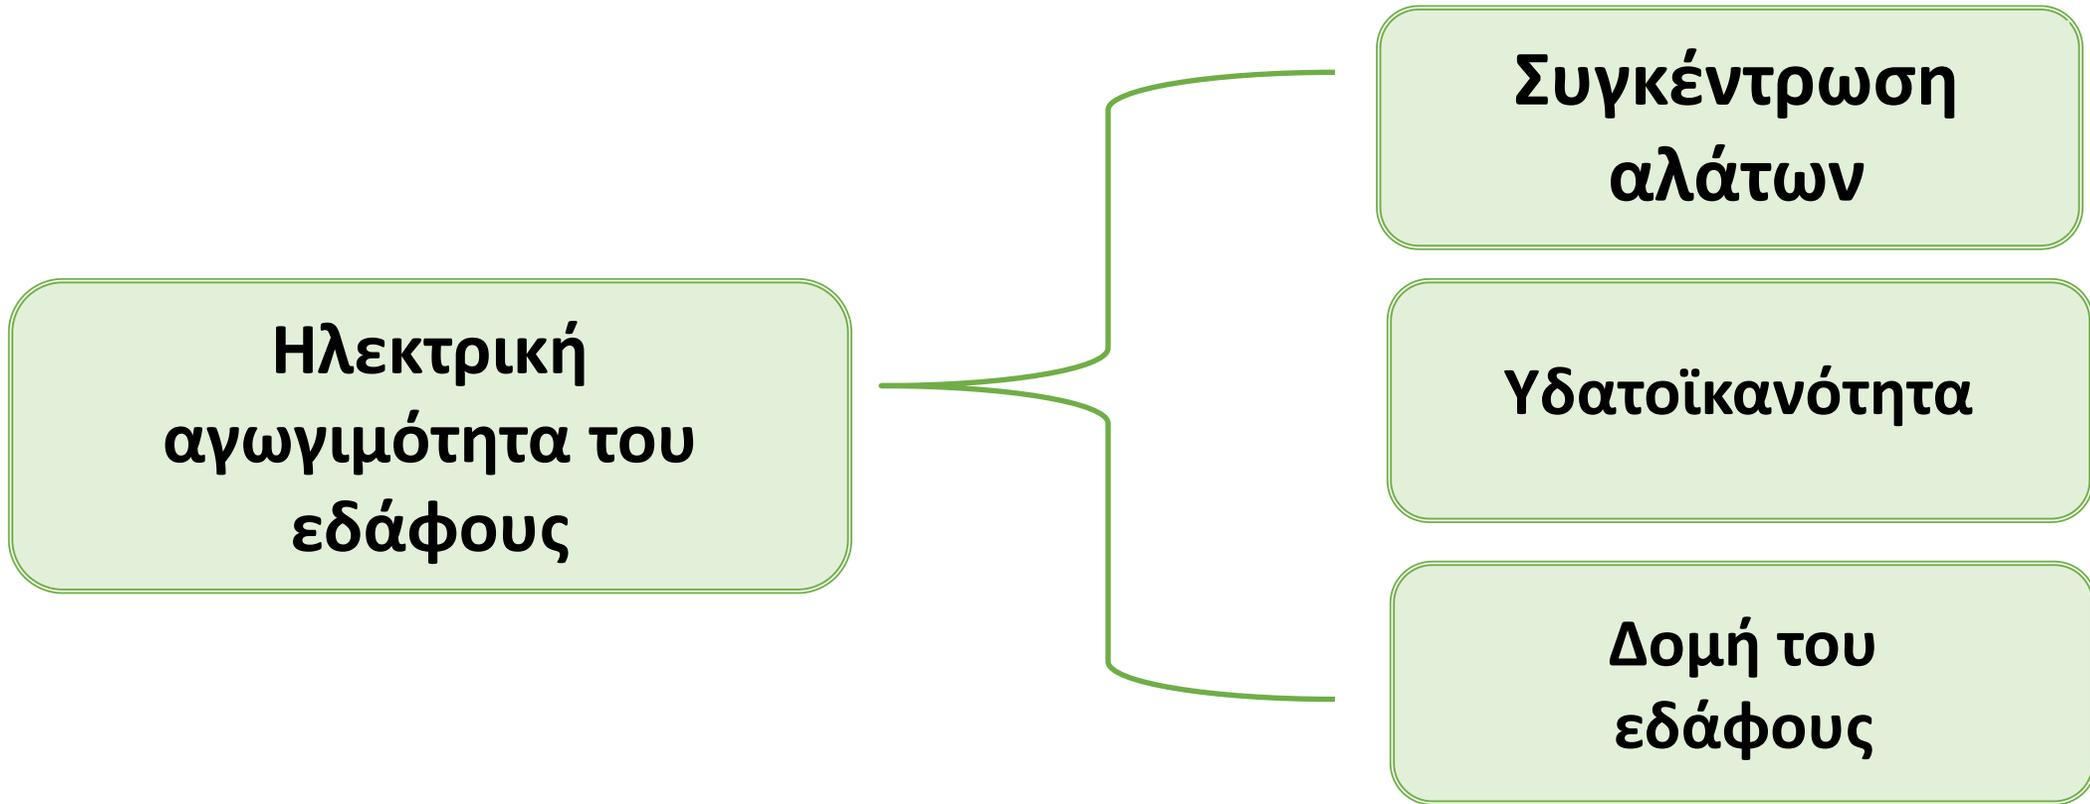 Ηλεκτρική
αγωγιμότητα του
εδάφους
Συγκέντρωση
αλάτων
Υδατοϊκανότητα
Δομή του
εδάφους